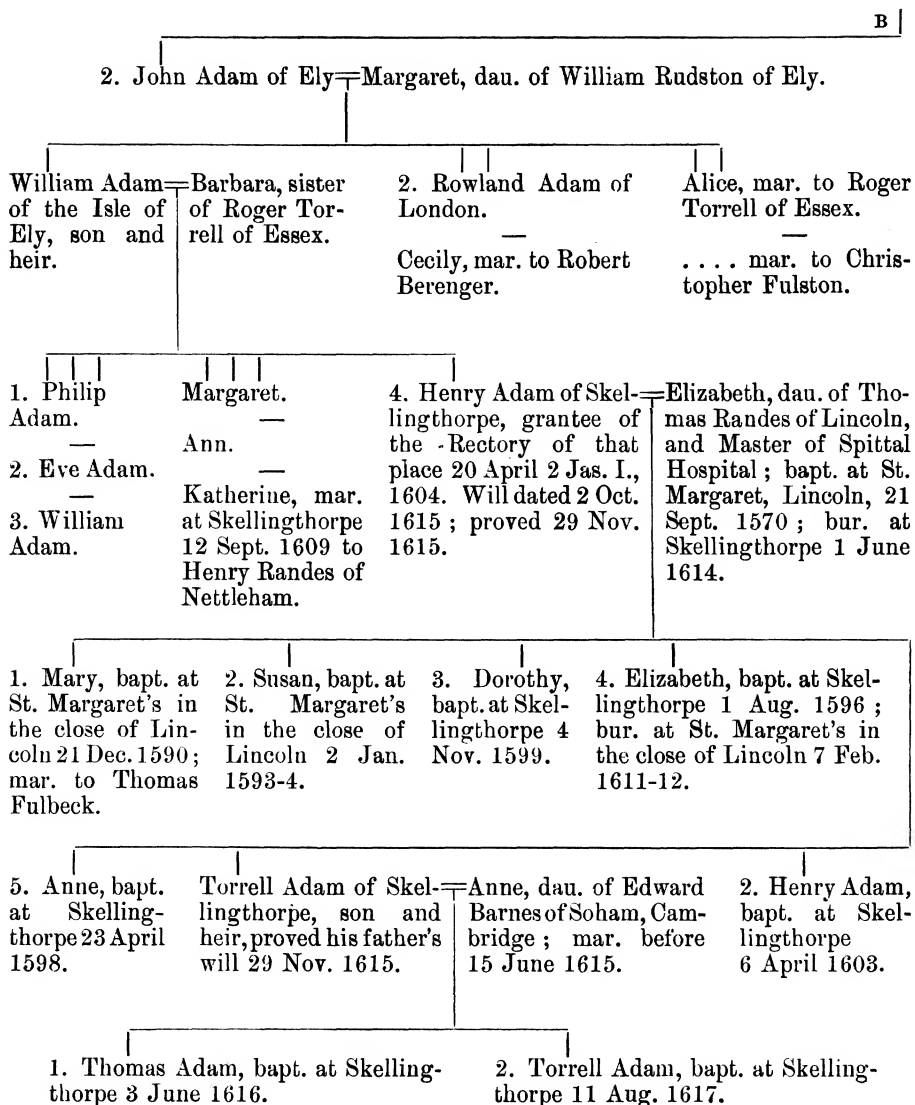 B
2. John Adam of Ely=Margaret, dau. of William Rudston of Ely.
William Adam=
of the Isle of
Ely, son and
heir.
Barbara, sister
of Roger Tor-
rell of Essex.
2. Rowland Adam of
London.
—
Cecily, mar. to Robert
Berenger.
Alice, mar. to Roger
Torrell of Essex.
—
.... mar. to Chris-
topher Fulston.
1. Philip
Adam.
—
2. Eve Adam.
—
3. William
Adam.
Margaret.
—
Ann.
—
Katherine, mar.
at Skellingthorpe
12 Sept. 1609 to
Henry Randes of
Nettleham.
4. Henry Adam of Skel-=
lingthorpe, grantee of
the Rectory of that
place 20 April 2 Jas. I.,
1604. Will dated 2 Oct.
1615 ; proved 29 Nov.
1615.
Elizabeth, dau. of Tho-
mas Randes of Lincoln,
and Master of Spittal
Hospital ; bapt. at St.
Margaret, Lincoln, 21
Sept. 1570 ; bur. at
Skellingthorpe 1 June
1614.
1. Mary, bapt. at
St. Margaret's in
the close of Lin-
coln 21 Dec. 1590;
mar. to Thomas
Fulbeck.
2. Susan, bapt. at
St. Margaret's
in the close of
Lincoln 2 Jan.
1593-4.
3. Dorothy,
bapt. at Skel-
lingthorpe 4
Nov. 1599.
4. Elizabeth, bapt. at Skel-
lingthorpe 1 Aug. 1596 ;
bur. at St. Margaret's in
the close of Lincoln 7 Feb.
1611-12.
5. Anne, bapt.
at Skelling-
thorpe 23 April
1598.
Torrell Adam of Skel-=
lingthorpe, son and
heir, proved his father's
will 29 Nov. 1615.
Anne, dau. of Edward
Barnes of Soham, Cam-
bridge ; mar. before
15 June 1615.
2. Henry Adam,
bapt. at Skel-
lingthorpe
6 April 1603.
1. Thomas Adam, bapt. at Skelling-
thorpe 3 June 1616.
2. Torrell Adam, bapt. at Skelling-
thorpe 11 Aug. 1617.